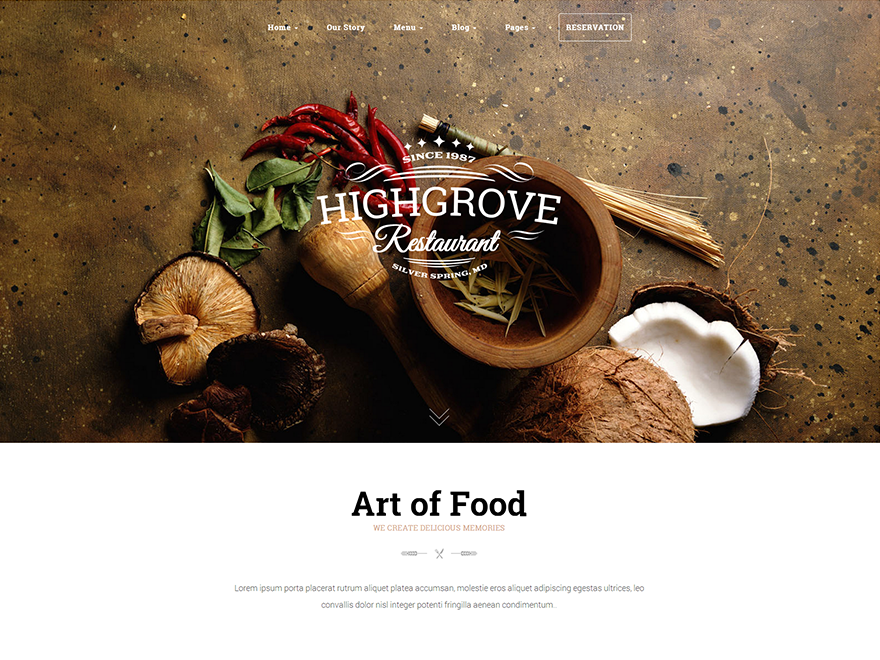 Home Our Story Menu Blog Pages RESERVATION
SINCE 1987
HIGHGROVE
Restaurant
SILVER SPRING, MD
Art of Food
WE CREATE DELICIOUS MEMORIES
Lorem ipsum porta placerat rutrum aliquet platea accumsan, molestie eros aliquet adipiscing egestas ultrices, leo
convallis dolor nisl integer potenti fringilla aenean condimentum .